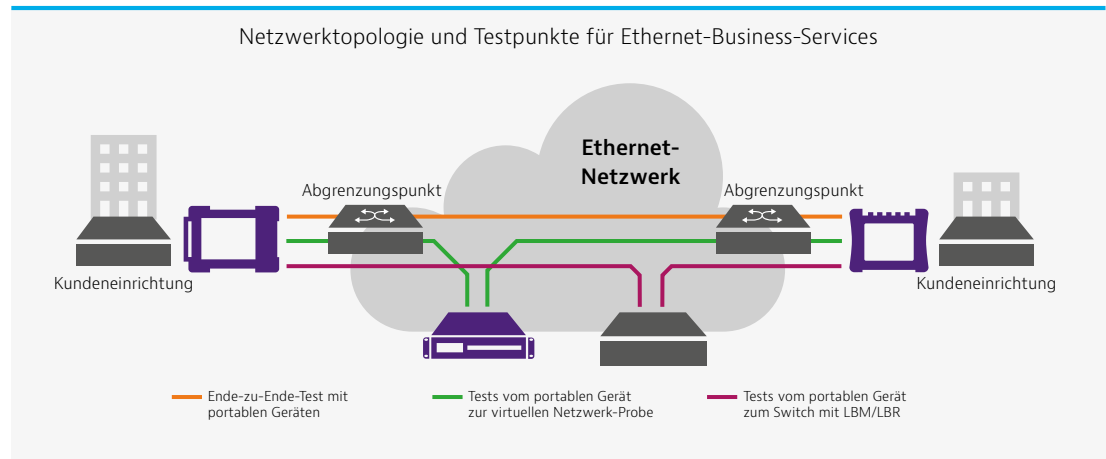 Netzwerktopologie und Testpunkte für Ethernet-Business-Services
Ethernet-
Netzwerk
Abgrenzungspunkt
Abgrenzungspunkt
Kundeneinrichtung
Kundeneinrichtung
Ende-zu-Ende-Test mit
portablen Geräten
Tests vom portablen Gerät
zur virtuellen Netzwerk-Probe
Tests vom portablen Gerät
zum Switch mit LBM/LBR